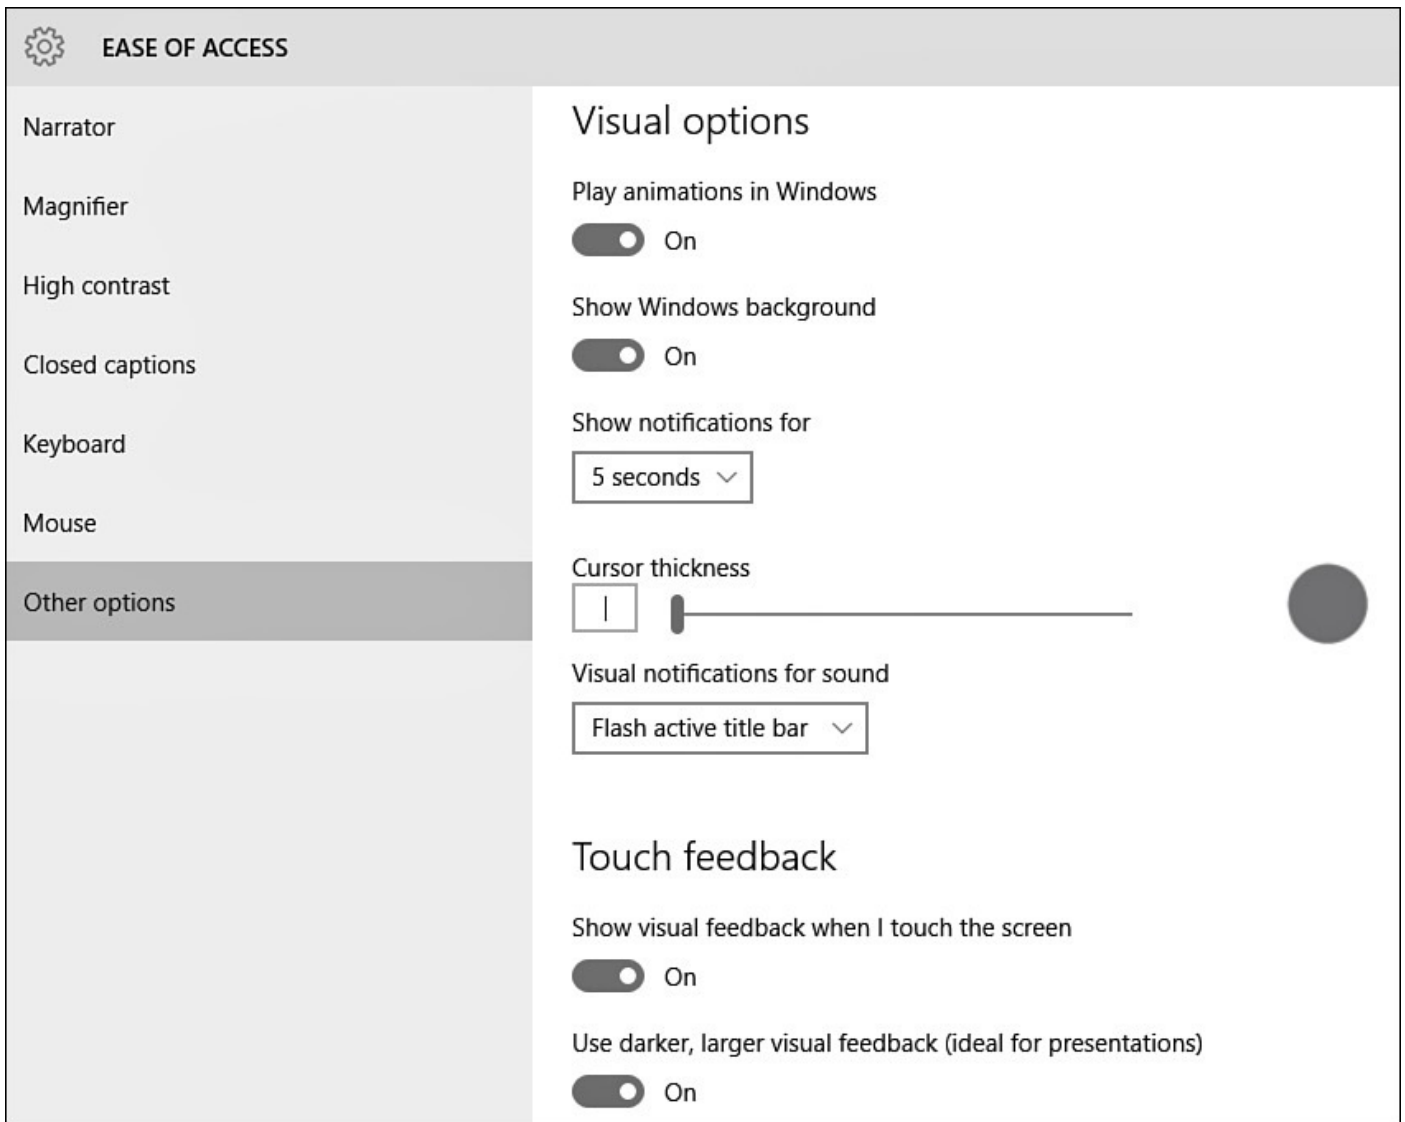 EASE OF ACCESS
Narrator
Magnifier
High contrast
Closed captions
Keyboard
Mouse
Other options
Visual options
Play animations in Windows
On
Show Windows background
On
Show notifications for
5 seconds
Cursor thickness
Visual notifications for sound
Flash active title bar
Touch feedback
Show visual feedback when I touch the screen
On
Use darker, larger visual feedback (ideal for presentations)
On